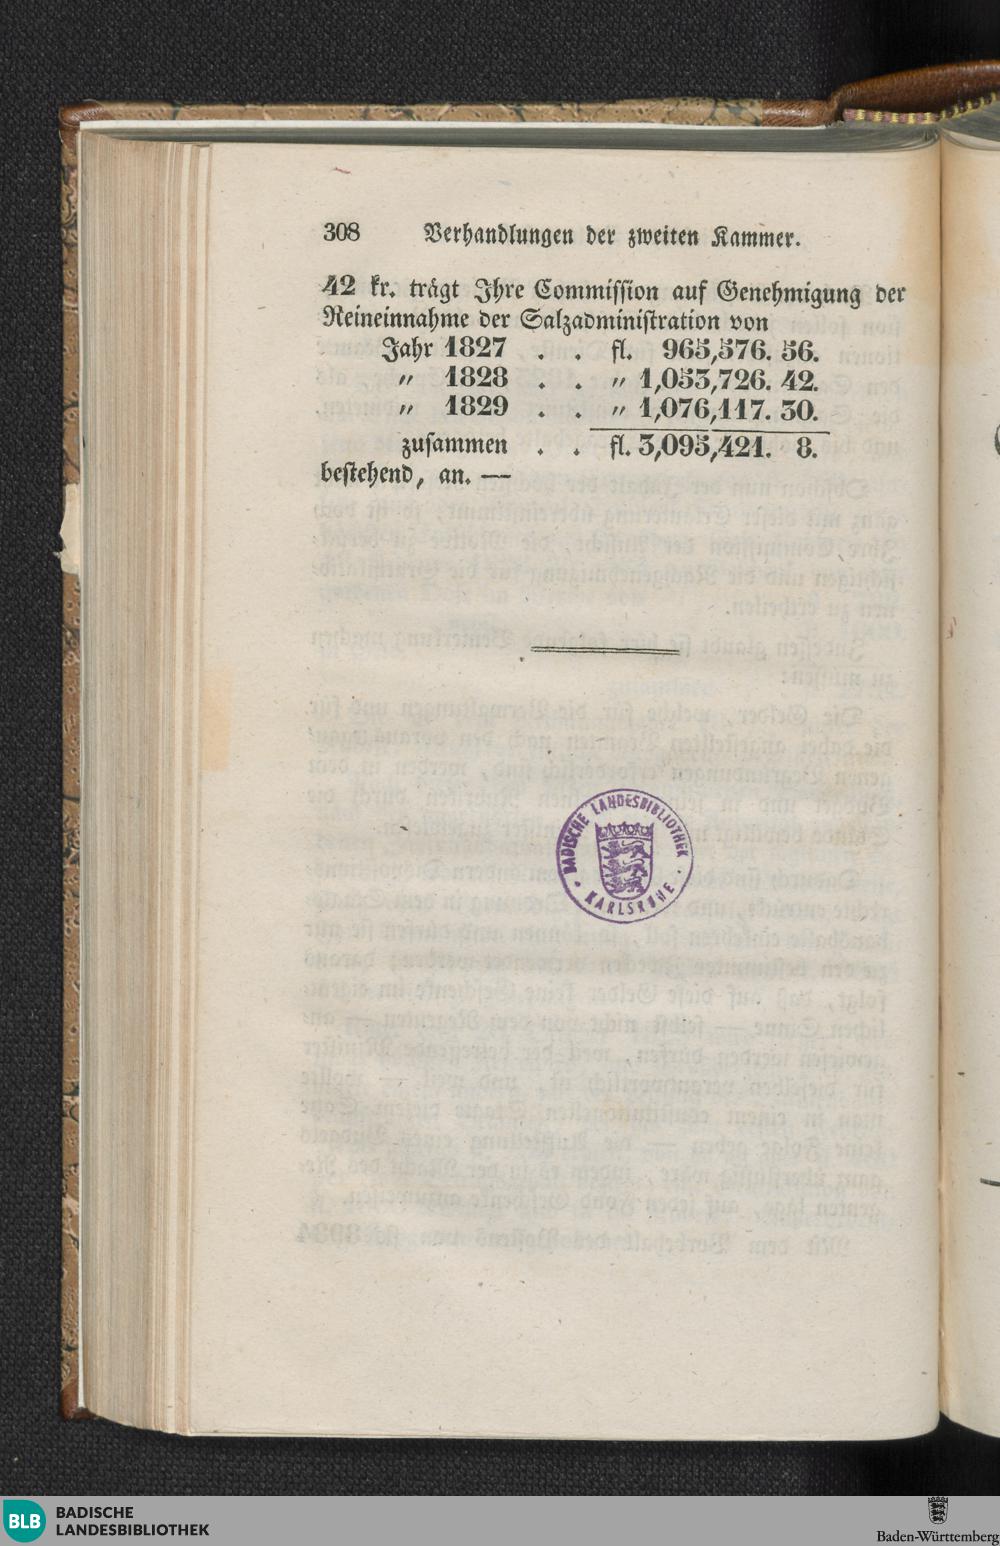 308 Verhandlungen der zweiten Kammer.
42 kr. trägt Ihre Commission auf Genehmigung der
Reineinnahme der Salzadministration von
Jahr 1827 . . fl. 965,576. 56.
„ 1828 . . „ 1,053,726. 42.
„ 1829 . . „ 1,076,117. 30.
zusammen . . fl. 3,095,421. 8.
bestehend, an. —
BADISCHE LANDESBIBLIOTHEK
KARLSRUHE
BLB
BADISCHE
LANDESBIBLIOTHEK
Baden-Württemberg